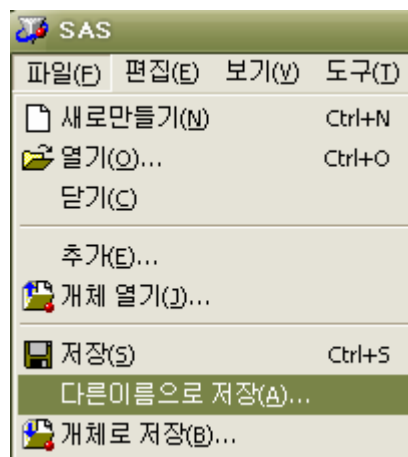 SAS
파일(F) 편집(E) 보기(V) 도구(T)
새로만들기(N) Ctrl+N
열기(O)... Ctrl+O
닫기(C)
추가(E)...
개체 열기(J)...
저장(S) Ctrl+S
다른이름으로 저장(A)...
개체로 저장(B)...